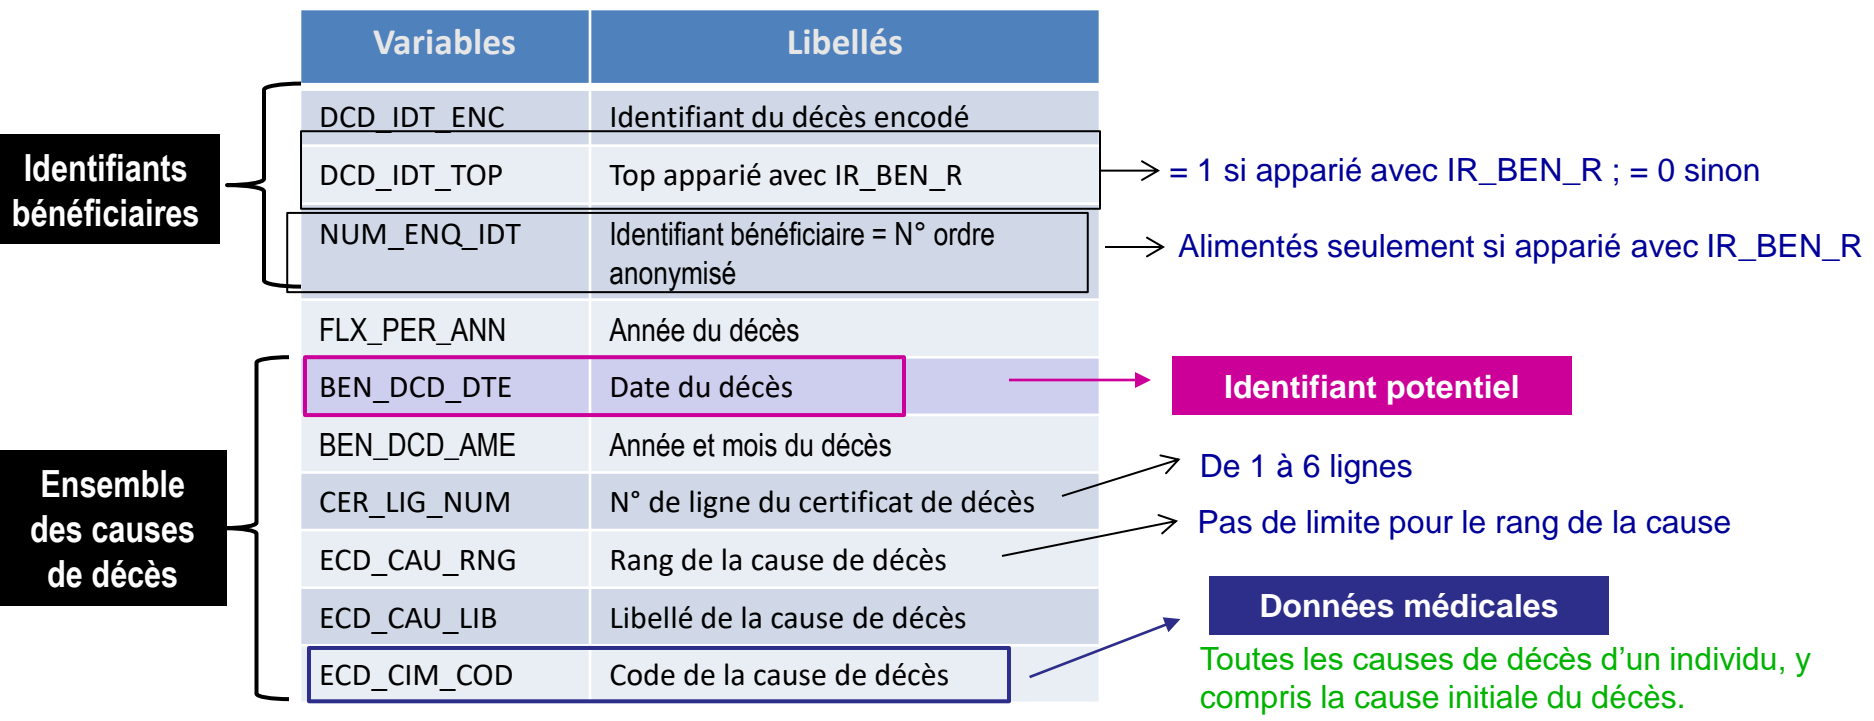 Variables Libellés
DCD_IDT_ENC Identifiant du décès encodé
Identifiants
bénéficiaires
DCD_IDT_TOP Top apparié avec IR_BEN_R
= 1 si apparié avec IR_BEN_R ; = 0 sinon
NUM_ENQ_IDT Identifiant bénéficiaire = N° ordre
anonymisé
Alimentés seulement si apparié avec IR_BEN_R
FLX_PER_ANN Année du décès
BEN_DCD_DTE Date du décès
Identifiant potentiel
BEN_DCD_AME Année et mois du décès
Ensemble
des causes
de décès
CER_LIG_NUM N° de ligne du certificat de décès
De 1 à 6 lignes
ECD_CAU_RNG Rang de la cause de décès
Pas de limite pour le rang de la cause
ECD_CAU_LIB Libellé de la cause de décès
ECD_CIM_COD Code de la cause de décès
Données médicales
Toutes les causes de décès d’un individu, y
compris la cause initiale du décès.